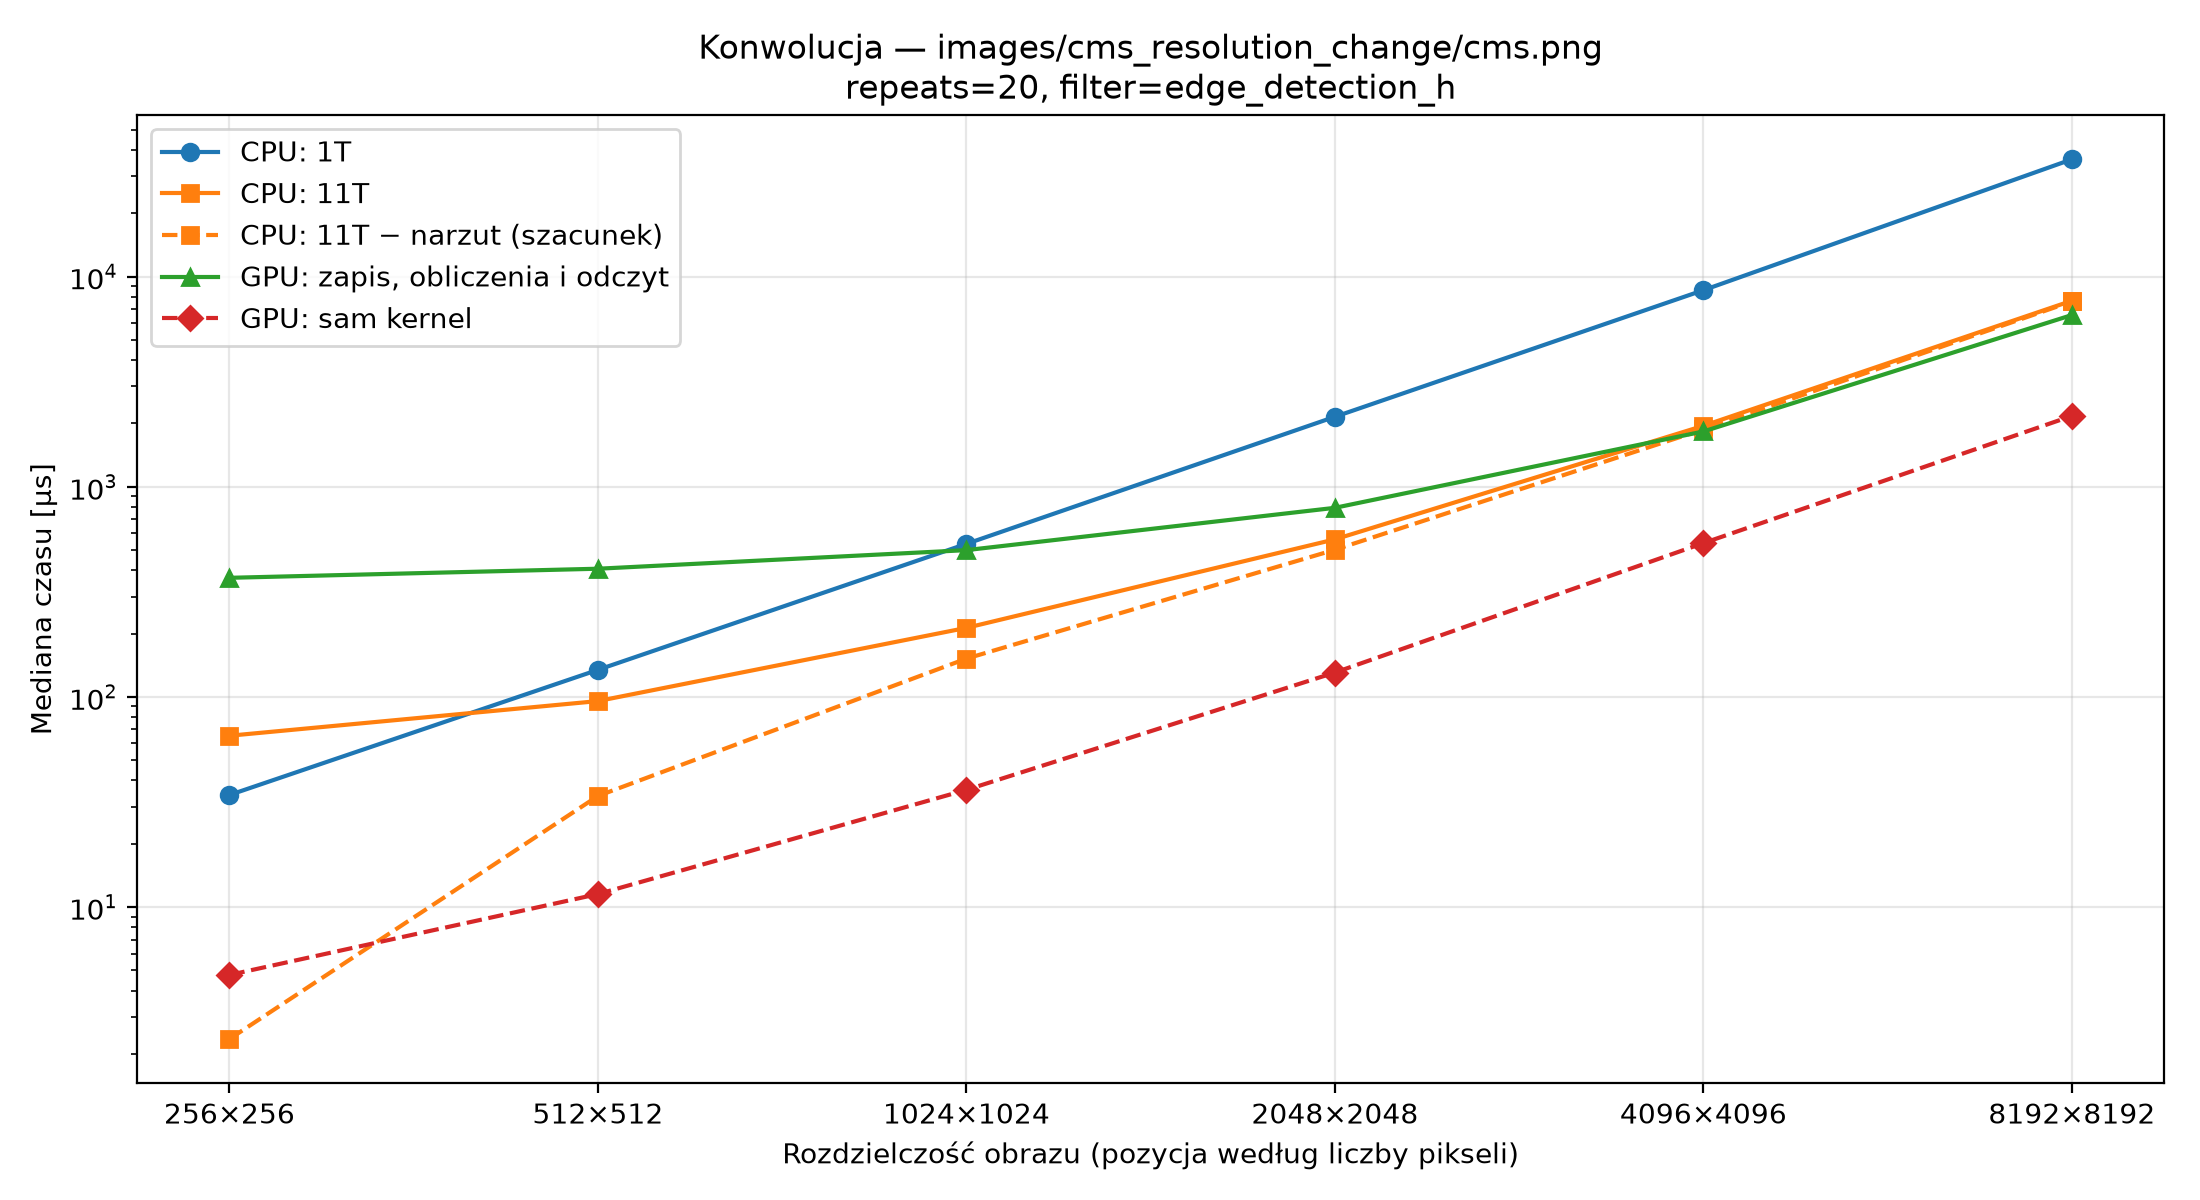 Konwolucja — images/cms_resolution_change/cms.png
repeats=20, filter=edge_detection_h
CPU: 1T
CPU: 11T
CPU: 11T − narzut (szacunek)
GPU: zapis, obliczenia i odczyt
GPU: sam kernel
Mediana czasu [µs]
10⁴
10³
10²
10¹
256×256
512×512
1024×1024
2048×2048
4096×4096
8192×8192
Rozdzielczość obrazu (pozycja według liczby pikseli)